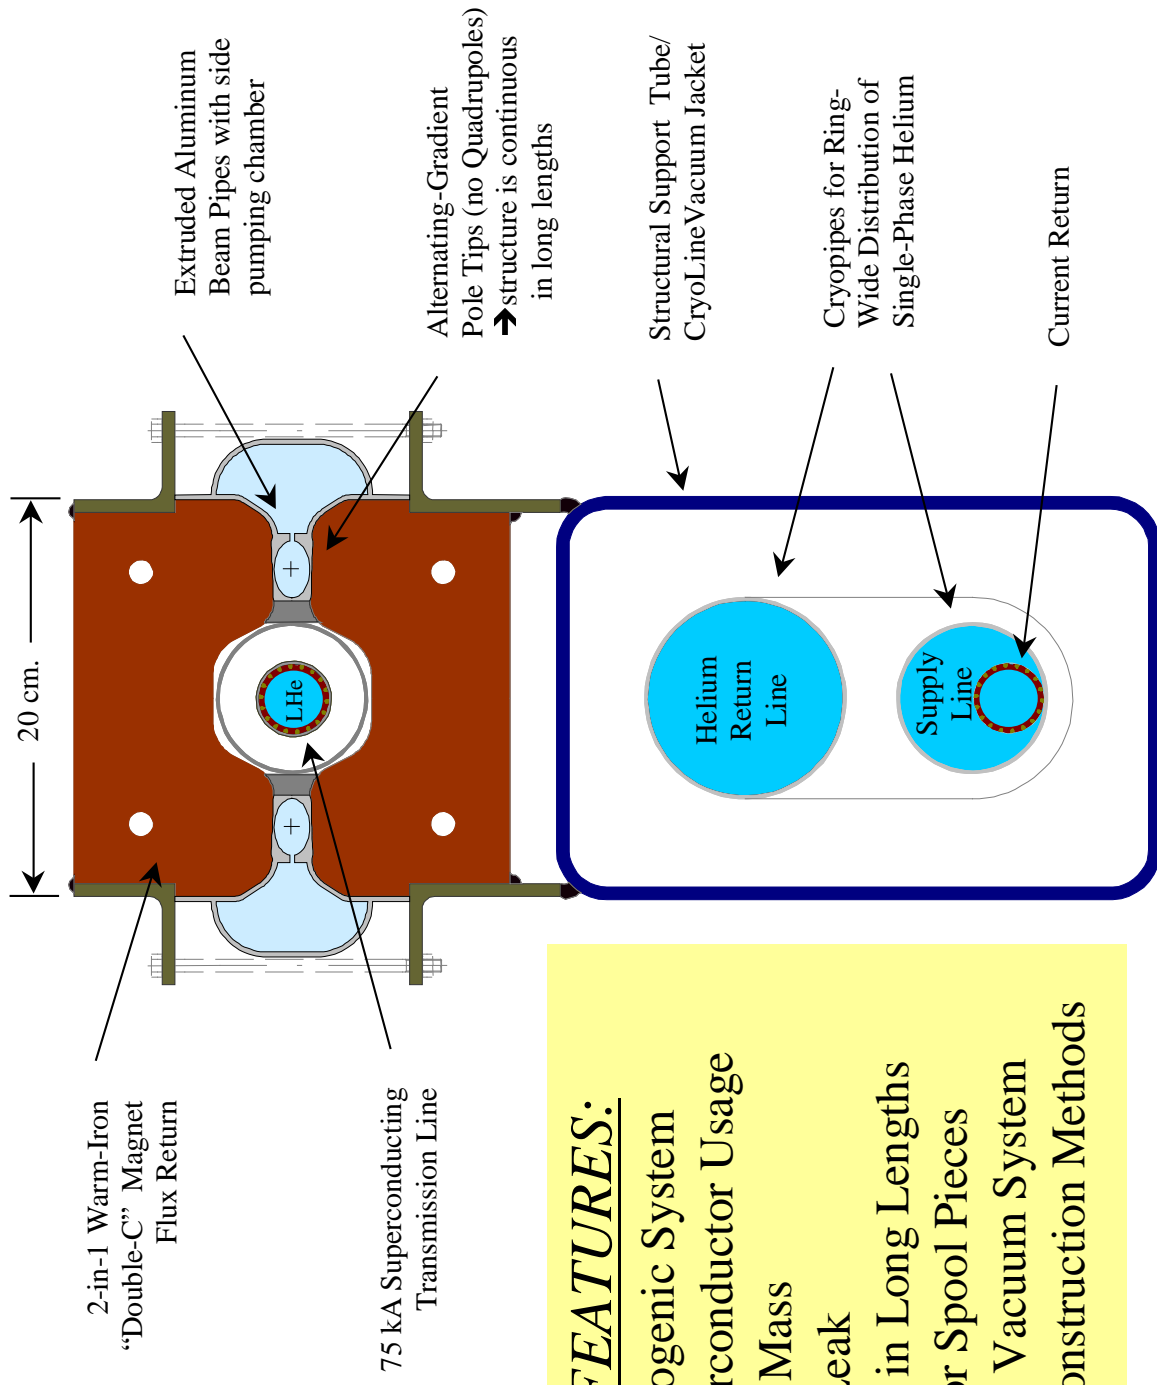 20 cm.
2-in-1 Warm-Iron
“Double-C” Magnet
Flux Return
75 kA Superconducting
Transmission Line
Extruded Aluminum
Beam Pipes with side
pumping chamber
Alternating-Gradient
Pole Tips (no Quadrupoles)
➔structure is continuous
in long lengths
LHe
Structural Support Tube/
CryoLineVacuum Jacket
Cryopipes for Ring-
Wide Distribution of
Single-Phase Helium
Current Return
Helium
Return
Line
Supply
Line
FEATURES:
ogenic System
rconductor Usage
Mass
Leak
in Long Lengths
or Spool Pieces
Vacuum System
onstruction Methods